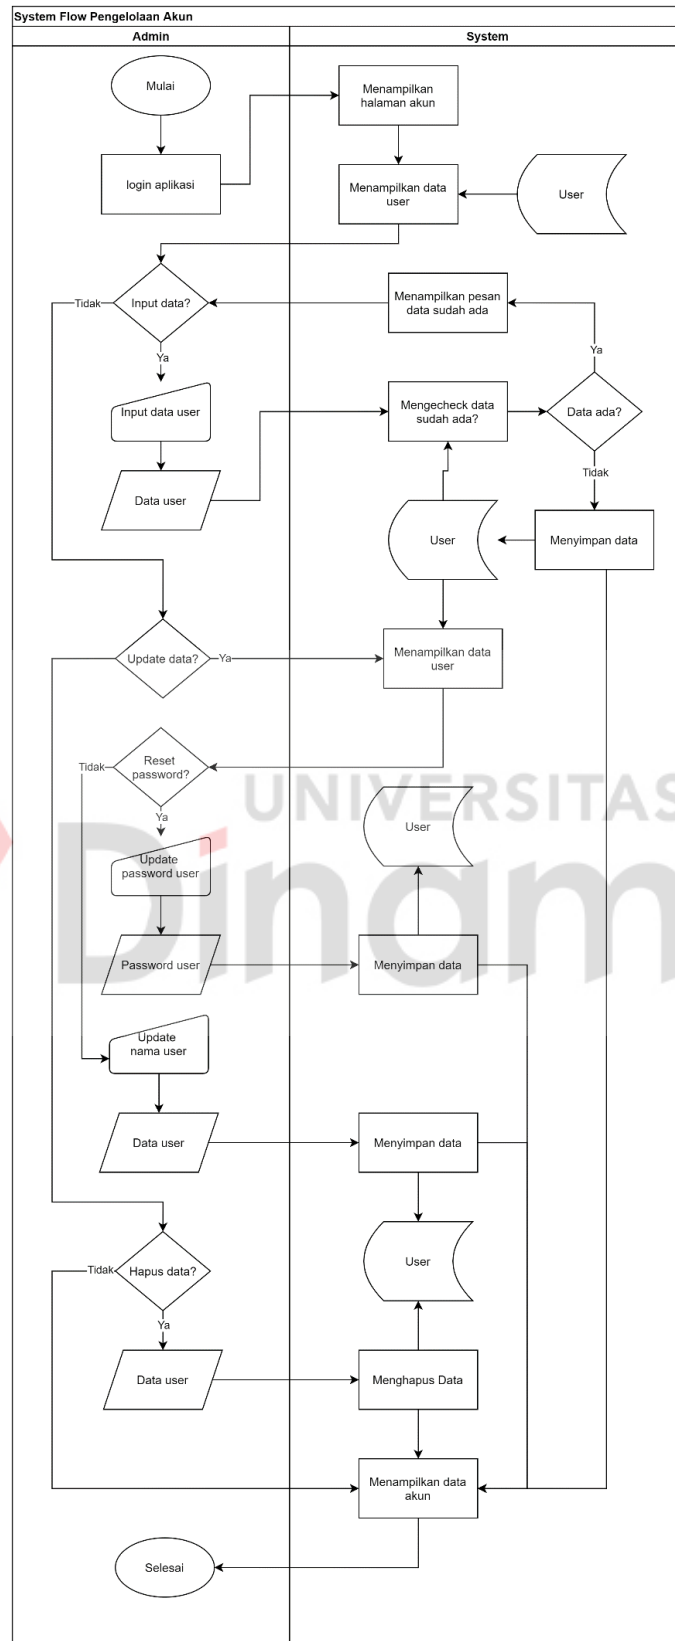 System Flow Pengelolaan Akun
Admin
System
Mulai
Menampilkan
halaman akun
login aplikasi
Menampilkan data
user
User
Tidak
Input data?
Menampilkan pesan
data sudah ada
Ya
Ya
Input data user
Mengecheck data
sudah ada?
Data ada?
Tidak
Data user
User
Menyimpan data
Update data?
Ya
Menampilkan data
user
Tidak
Reset
password?
Ya
UNIVERSITAS
User
Dinam
Update
password user
Password user
Menyimpan data
Update
nama user
Data user
Menyimpan data
Tidak
Hapus data?
User
Ya
Data user
Menghapus Data
Menampilkan data
akun
Selesai